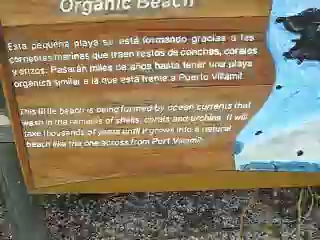 Organic Beach
Esta pequeña playa se está formando gracias a las
corrientes marinas que traen restos de conchas, corales
y erizos. Pasarán miles de años hasta tener una playa
orgánica similar a la que está frente a Puerto Villamil.
This little beach is being formed by ocean currents that
wash in the remains of shells, corals and urchins. It will
take thousands of years until it grows into a natural
beach like the one across from Port Villamil.